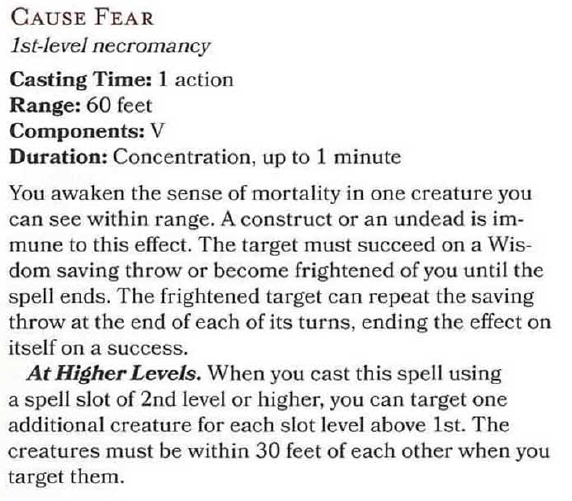 CAUSE FEAR
1st-level necromancy
Casting Time: 1 action
Range: 60 feet
Components: V
Duration: Concentration, up to 1 minute
You awaken the sense of mortality in one creature you
can see within range. A construct or an undead is im-
mune to this effect. The target must succeed on a Wis-
dom saving throw or become frightened of you until the
spell ends. The frightened target can repeat the saving
throw at the end of each of its turns, ending the effect on
itself on a success.
At Higher Levels. When you cast this spell using
a spell slot of 2nd level or higher, you can target one
additional creature for each slot level above 1st. The
creatures must be within 30 feet of each other when you
target them.